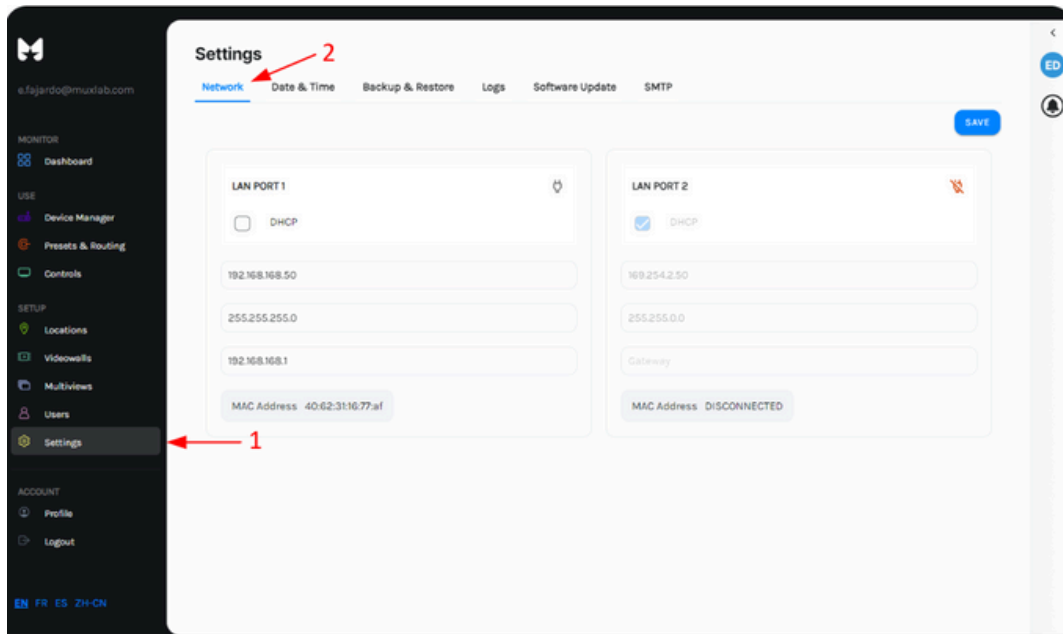 e.fajardo@muxlab.com
MONITOR
Dashboard
USE
Device Manager
Presets & Routing
Controls
SETUP
Locations
Videowalls
Multiviews
Users
Settings
ACCOUNT
Profile
Logout
EN FR ES ZH-CN
Settings
2
Network Date & Time Backup & Restore Logs Software Update SMTP
SAVE
LAN PORT 1
DHCP
192.168.168.50
255.255.255.0
192.168.168.1
MAC Address 40:62:31:16:77:af
LAN PORT 2
DHCP
169.254.2.50
255.255.0.0
Gateway
MAC Address DISCONNECTED
1
ED